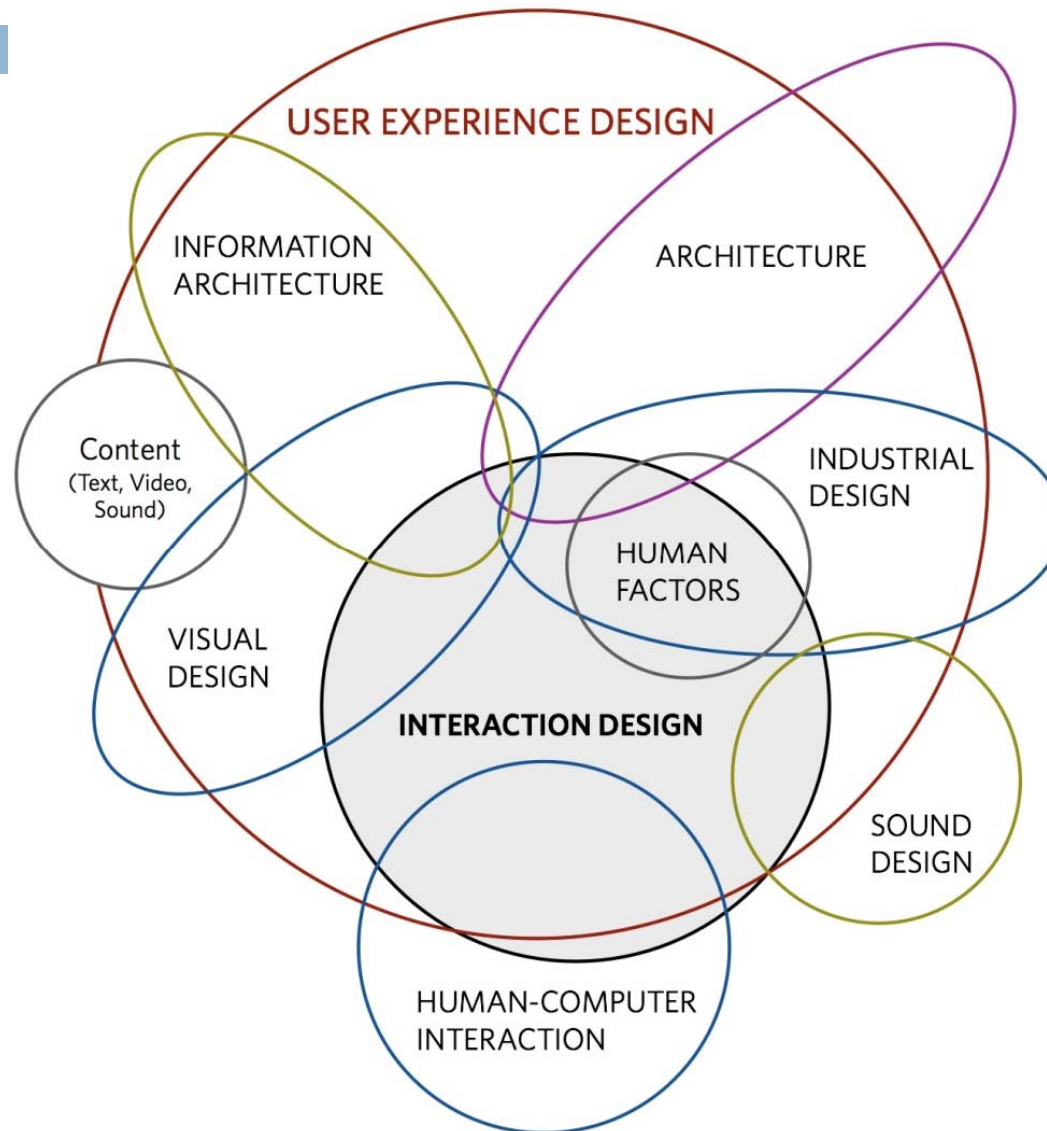 USER EXPERIENCE DESIGN
INFORMATION
ARCHITECTURE
ARCHITECTURE
Content
(Text, Video,
Sound)
INDUSTRIAL
DESIGN
HUMAN
FACTORS
VISUAL
DESIGN
INTERACTION DESIGN
SOUND
DESIGN
HUMAN-COMPUTER
INTERACTION